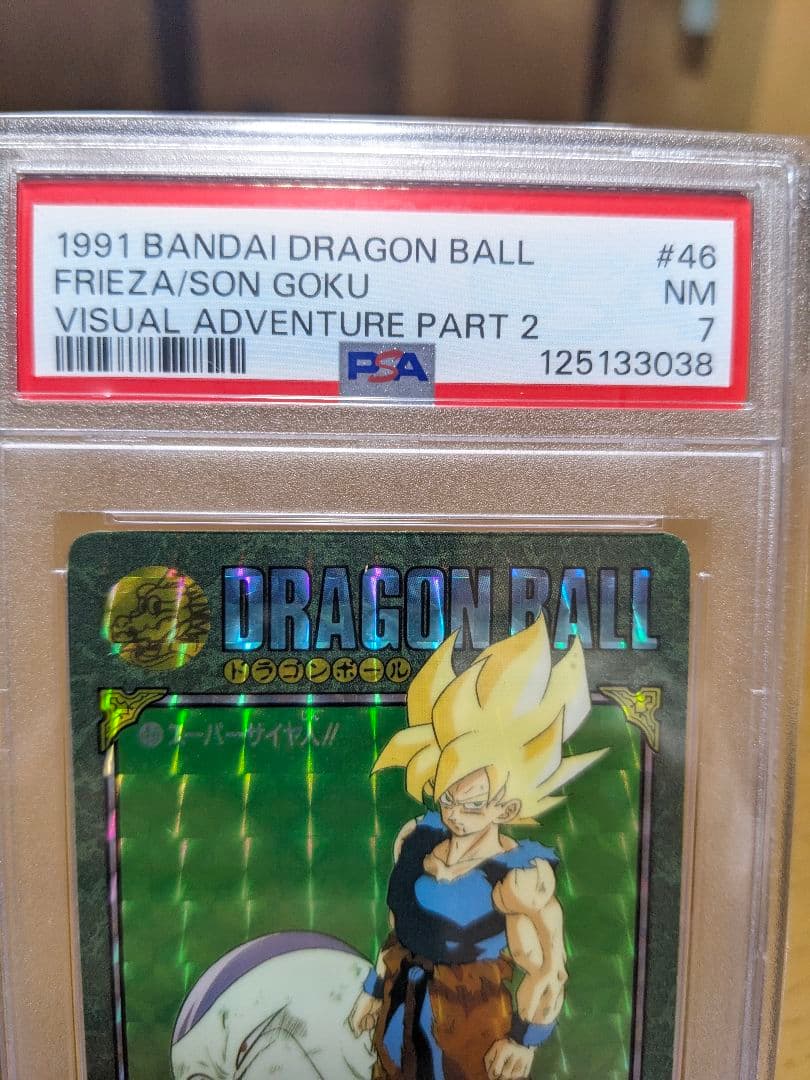 1991 BANDAI DRAGON BALL #46
FRIEZA/SON GOKU NM
VISUAL ADVENTURE PART 2 7
PSA 125133038
DRAGON BALL
ドラゴンボール
46 スーパーサイヤ人!!